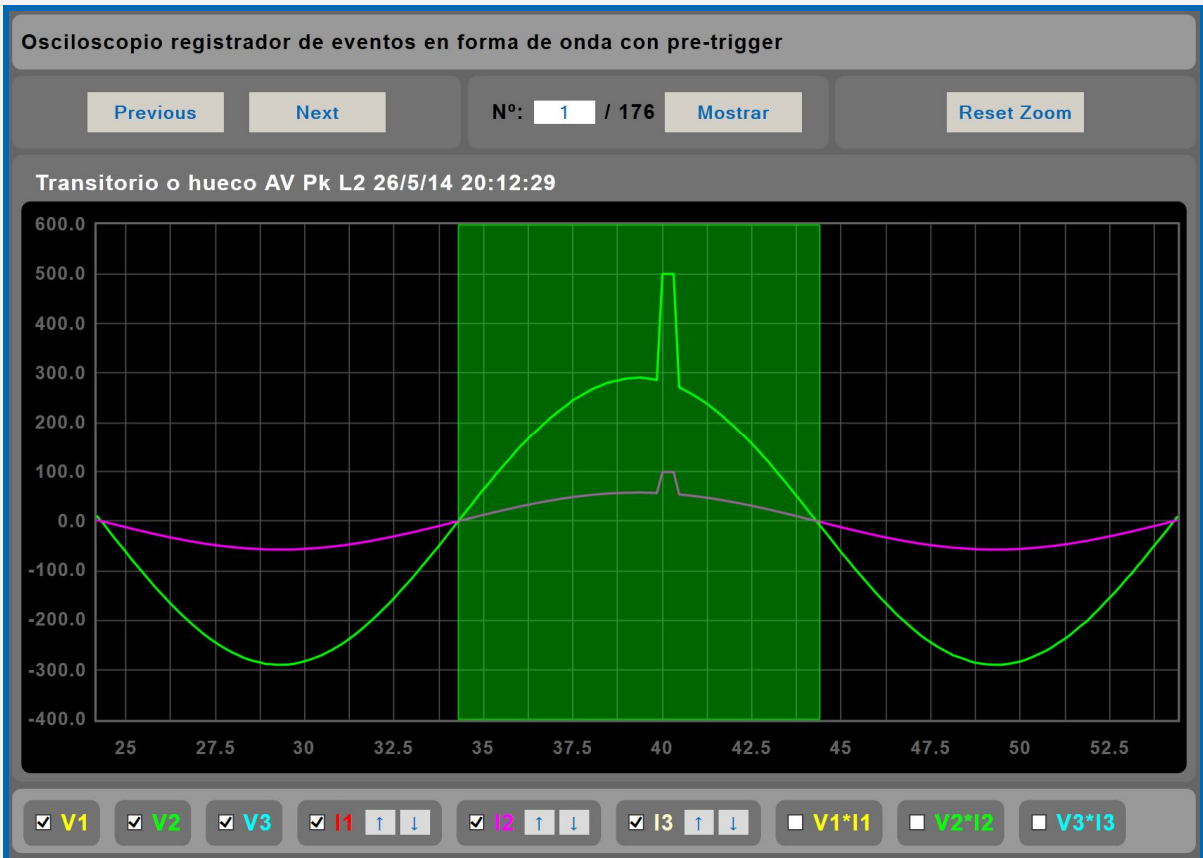 Osciloscopio registrador de eventos en forma de onda con pre-trigger
Previous Next Nº: 1 / 176 Mostrar Reset Zoom
Transitorio o hueco AV Pk L2 26/5/14 20:12:29
600.0
500.0
400.0
300.0
200.0
100.0
0.0
-100.0
-200.0
-300.0
-400.0
25 27.5 30 32.5 35 37.5 40 42.5 45 47.5 50 52.5
V1 V2 V3 I1 ↑ ↓ I2 ↑ ↓ I3 ↑ ↓ V1*I1 V2*I2 V3*I3